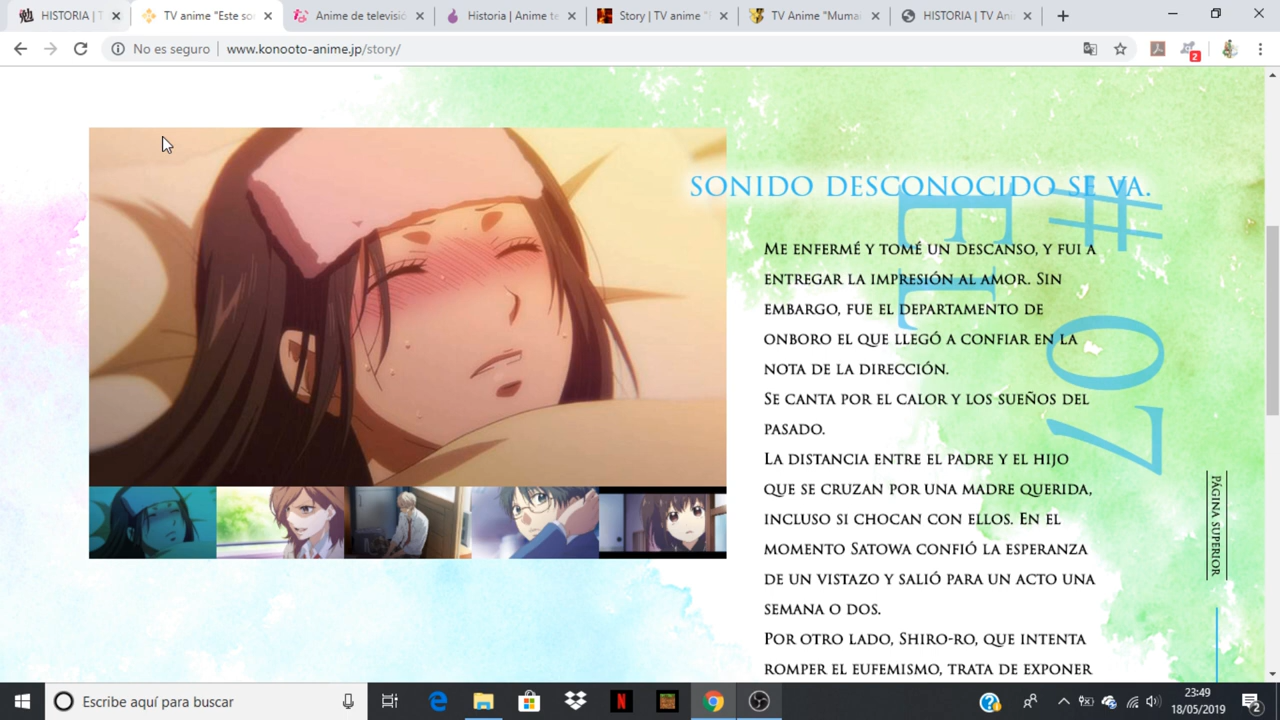 HISTORIA | T
TV anime "Este so
Anime de televisió
Historia | Anime te
Story | TV anime "
TV Anime "Muma
HISTORIA | TV An
No es seguro
www.konooto-anime.jp/story/
2
SONIDO DESCONOCIDO SE VA.
# 07
EL
ME ENFERMÉ Y TOMÉ UN DESCANSO, Y FUI A
ENTREGAR LA IMPRESIÓN AL AMOR. SIN
EMBARGO, FUE EL DEPARTAMENTO DE
ONBORO EL QUE LLEGÓ A CONFIAR EN LA
NOTA DE LA DIRECCIÓN.
SE CANTA POR EL CALOR Y LOS SUEÑOS DEL
PASADO.
LA DISTANCIA ENTRE EL PADRE Y EL HIJO
QUE SE CRUZAN POR UNA MADRE QUERIDA,
INCLUSO SI CHOCAN CON ELLOS. EN EL
MOMENTO SATOWA CONFIÓ LA ESPERANZA
DE UN VISTAZO Y SALIÓ PARA UN ACTO UNA
SEMANA O DOS.
POR OTRO LADO, SHIRO-RO, QUE INTENTA
ROMPER EL EUFEMISMO, TRATA DE EXPONER
PÁGINA SUPERIOR
Escribe aquí para buscar
23:49
18/05/2019
2